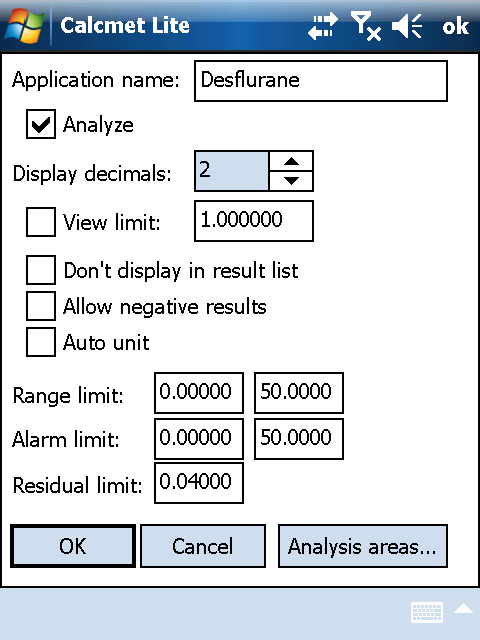 Calcmet Lite ok
Application name: Desflurane
Analyze
Display decimals: 2
View limit: 1.000000
Don't display in result list
Allow negative results
Auto unit
Range limit: 0.00000 50.0000
Alarm limit: 0.00000 50.0000
Residual limit: 0.04000
OK Cancel Analysis areas...